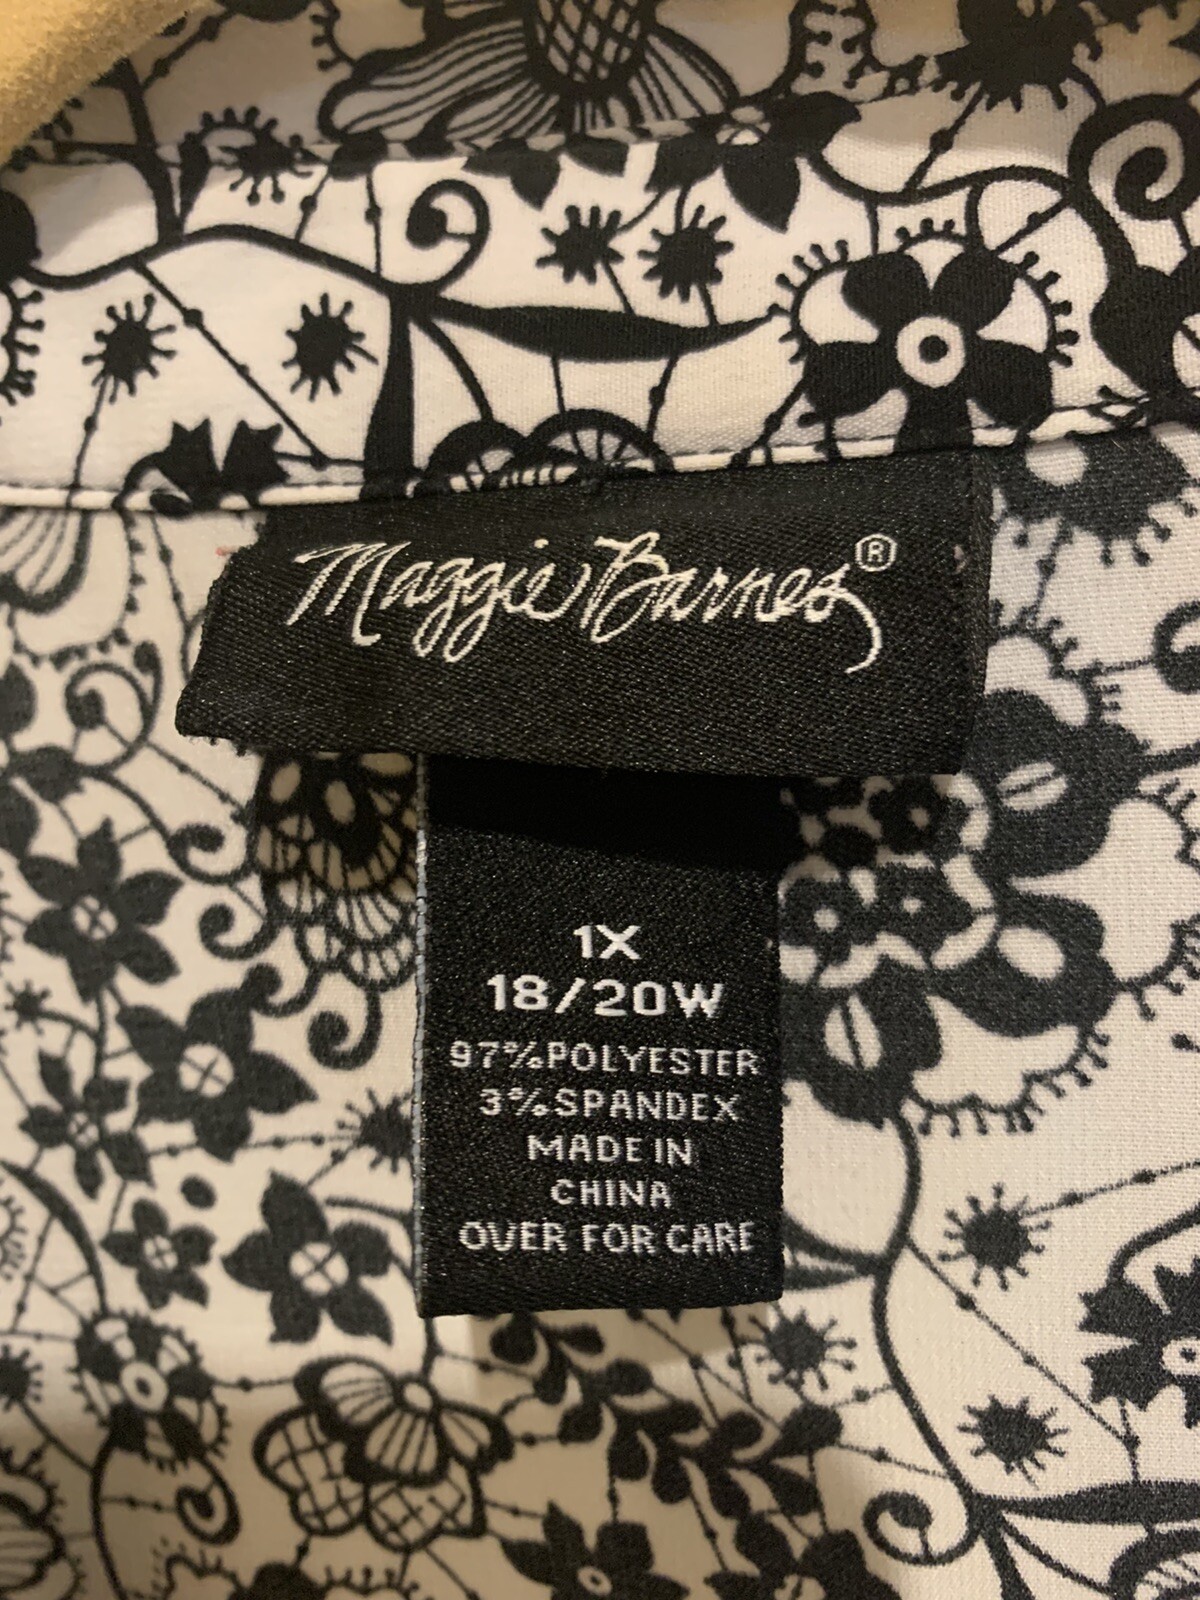 Maggie Barnes®
1X
18/20W
97%POLYESTER
3%SPANDEX
MADE IN
CHINA
OVER FOR CARE